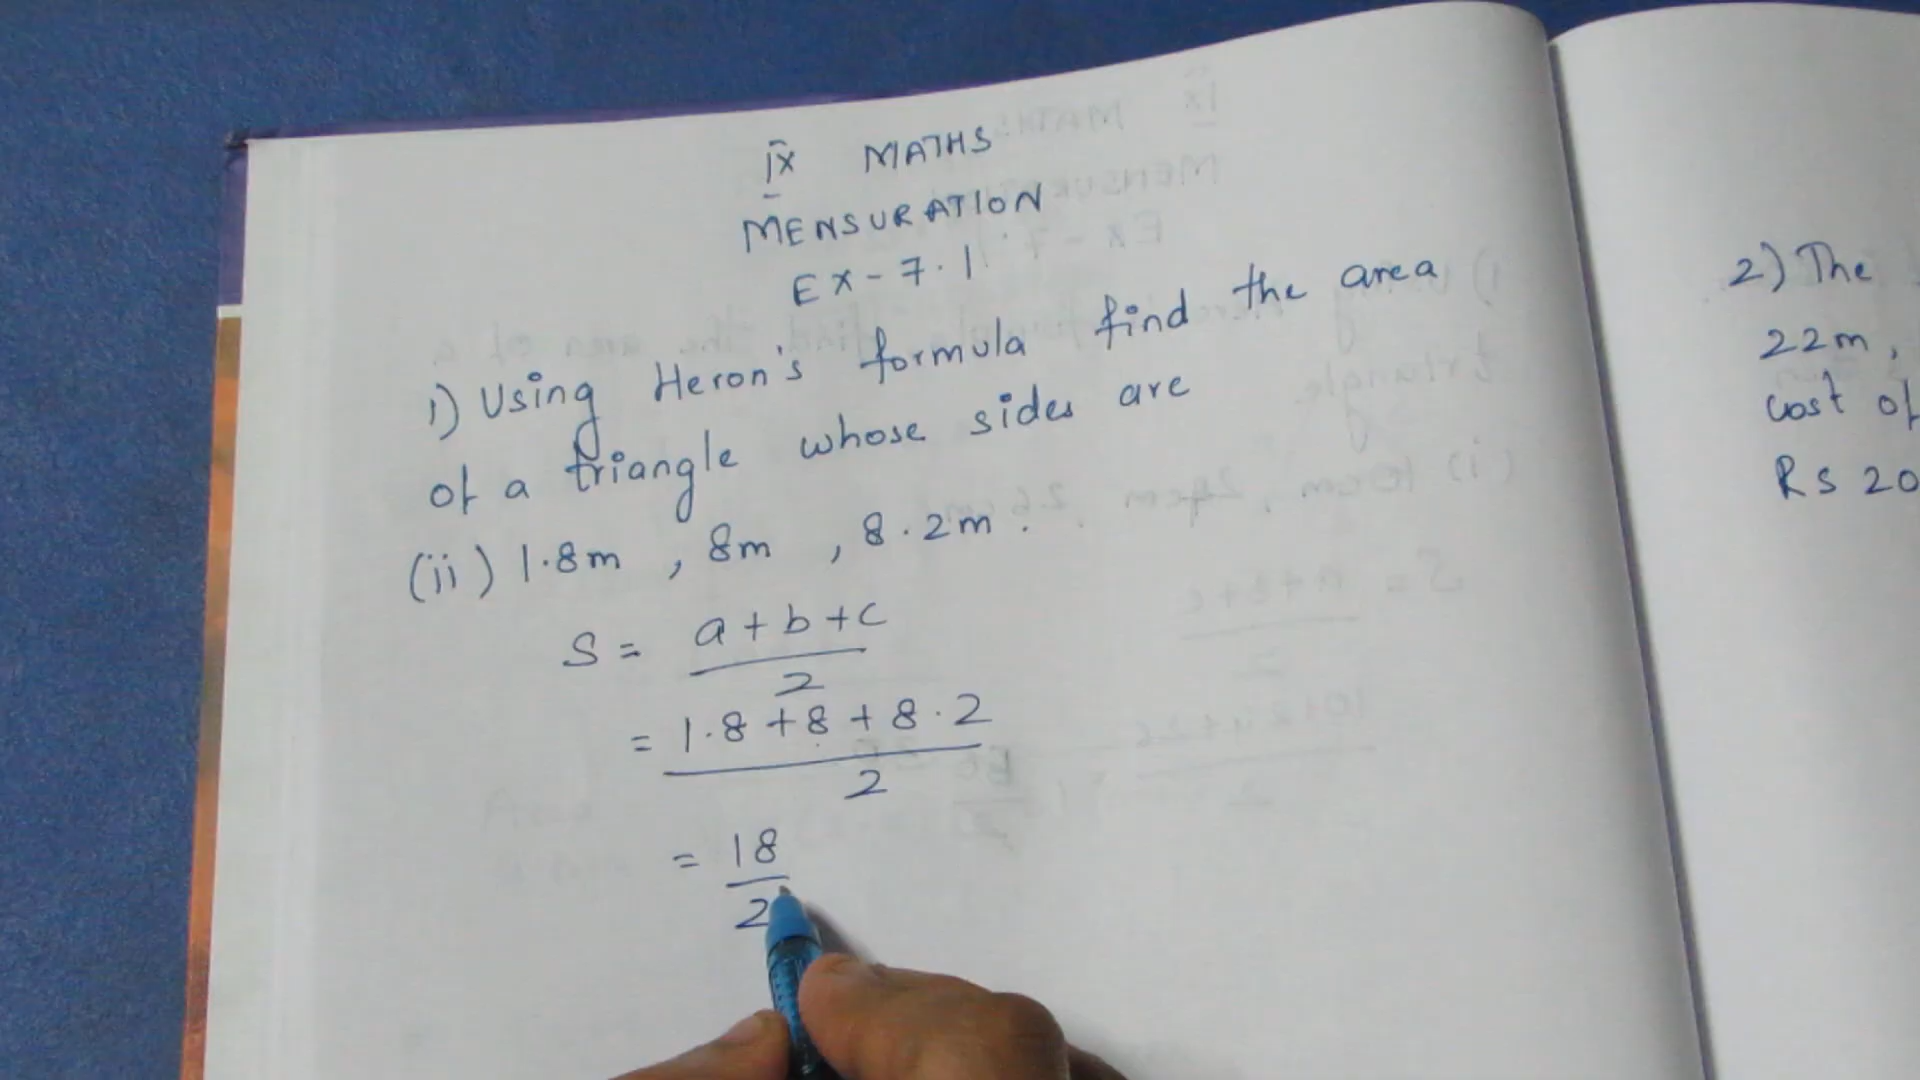 IX MATHS
MENSURATION
EX-7.1
1) Using Heron's formula find the area
of a triangle whose sides are
(ii) 1.8m , 8m , 8.2m.
S = a+b+c
2
= 1.8+8+8.2
2
= 18
2
2) The
22m,
cost of
RS 20